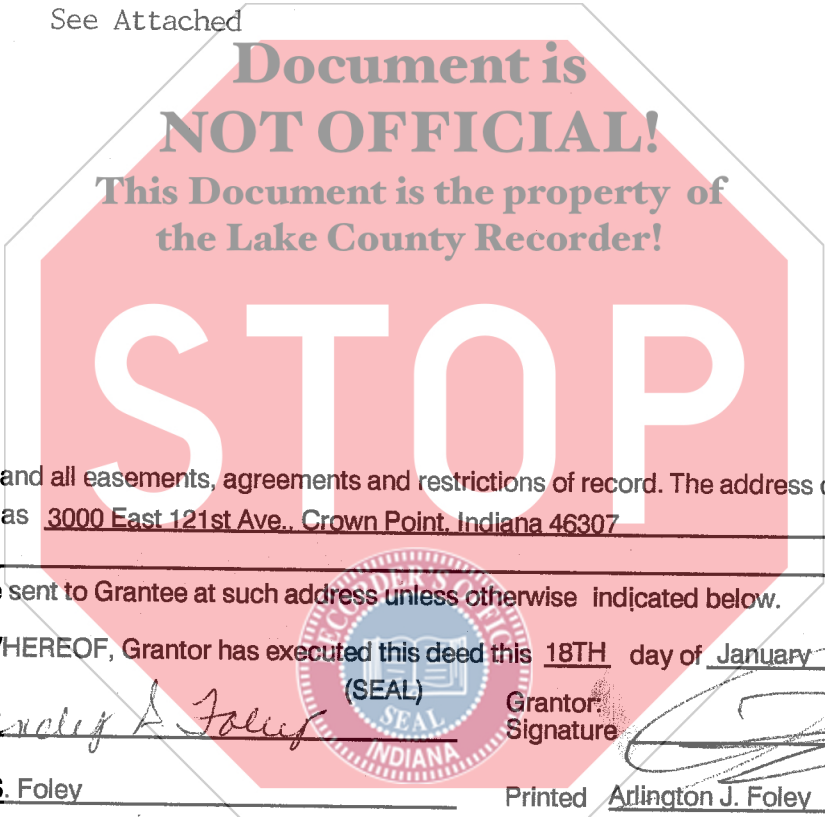 See Attached
Document is
NOT OFFICIAL!
This Document is the property of
the Lake County Recorder!
STOP
and all easements, agreements and restrictions of record. The address
as 3000 East 121st Ave., Crown Point, Indiana 46307
sent to Grantee at such address unless otherwise indicated below.
HEREOF, Grantor has executed this deed this 18TH day of January
(SEAL)
Grantor:
Signature
S. Foley
Foley
Printed Arlington J. Foley
RECORDER'S OFFIC
SEAL
INDIANA